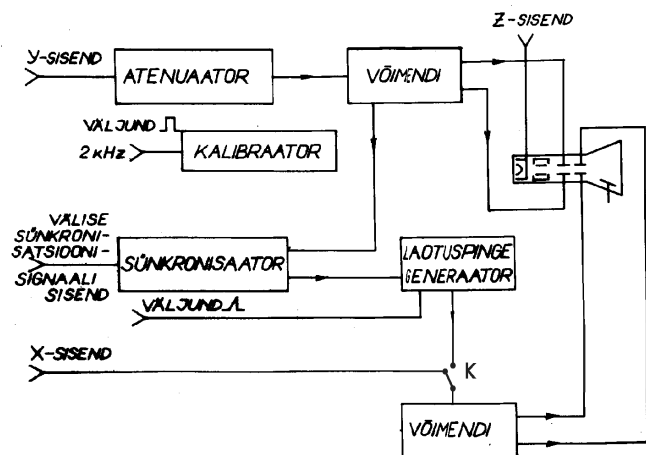 Z-SISEND
Y-SISEND
ATENUAATOR
VÕIMENDI
VÄLJUND
2 KHZ
KALIBRAATOR
VÄLISE
SÜNKRONI-
SATSIOONI-
SIGNAALI
SISEND
SÜNKRONISAATOR
LAOTUSPINGE
GENERAATOR
VÄLJUND
X-SISEND
K
VÕIMENDI